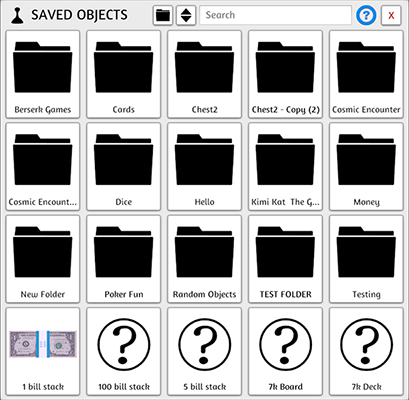 SAVED OBJECTS Search ? X
Berserk Games Cards Chest2 Chest2 - Copy (2) Cosmic Encounter
Cosmic Encount... Dice Hello Kimi Kat The G... Money
New Folder Poker Fun Random Objects TEST FOLDER Testing
? ? ? ?
1 bill stack 100 bill stack 5 bill stack 7k Board 7k Deck